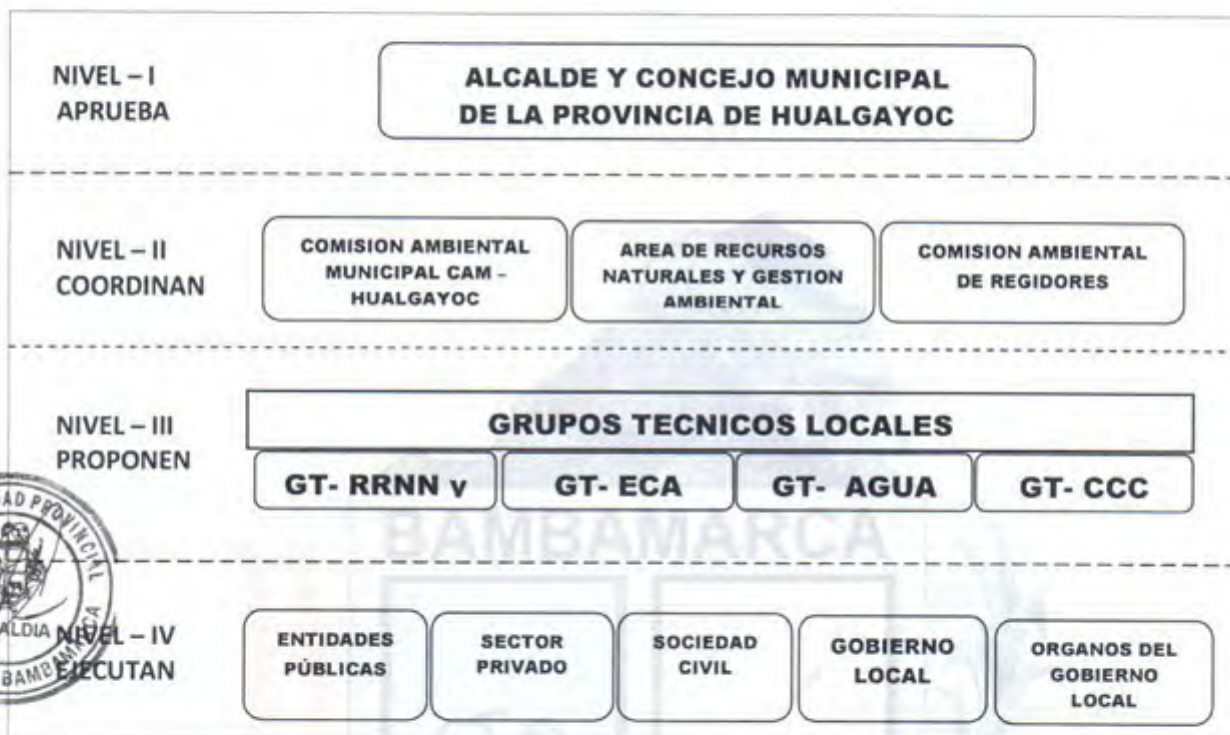 NIVEL – I
APRUEBA
ALCALDE Y CONCEJO MUNICIPAL
DE LA PROVINCIA DE HUALGAYOC
NIVEL – II
COORDINAN
COMISION AMBIENTAL
MUNICIPAL CAM –
HUALGAYOC
AREA DE RECURSOS
NATURALES Y GESTION
AMBIENTAL
COMISION AMBIENTAL
DE REGIDORES
NIVEL – III
PROPONEN
GRUPOS TECNICOS LOCALES
GT- RRNN y
GT- ECA
GT- AGUA
GT- CCC
BAMBAMARCA
NIVEL – IV
EJECUTAN
ENTIDADES
PÚBLICAS
SECTOR
PRIVADO
SOCIEDAD
CIVIL
GOBIERNO
LOCAL
ORGANOS DEL
GOBIERNO
LOCAL